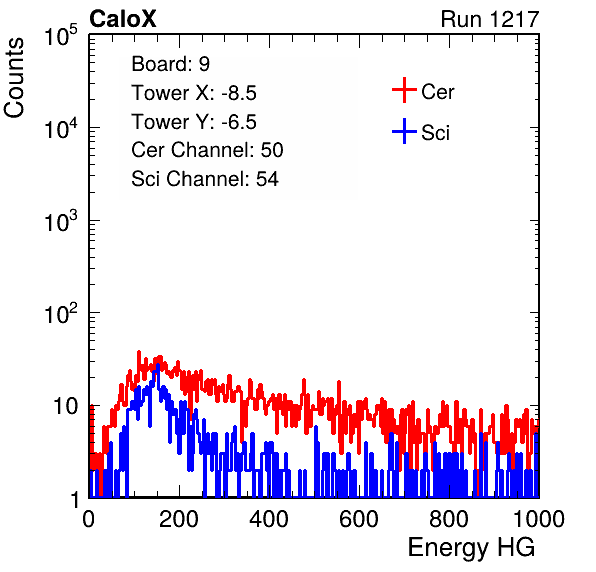 CaloX Run 1217
Counts
Board: 9
Tower X: -8.5
Tower Y: -6.5
Cer Channel: 50
Sci Channel: 54
Cer
Sci
10^5
10^4
10^3
10^2
10
1
0 200 400 600 800 1000
Energy HG